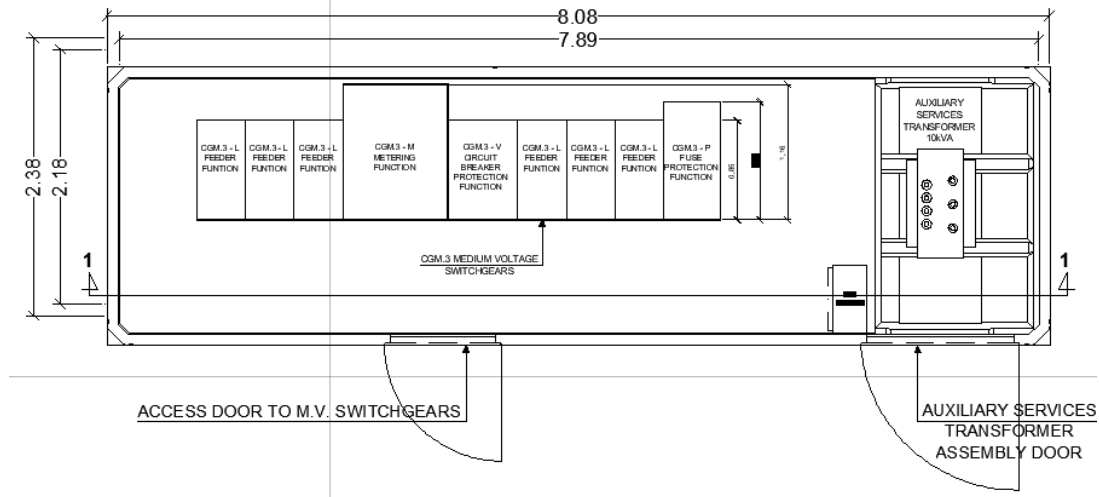 8.08
7.89
2.38
2.18
CGM.3 - L
FEEDER
FUNTION
CGM.3 - L
FEEDER
FUNTION
CGM.3 - L
FEEDER
FUNTION
CGM.3 - M
METERING
FUNCTION
CGM.3 - V
CIRCUIT
BREAKER
PROTECTION
FUNCTION
CGM.3 - L
FEEDER
FUNTION
CGM.3 - L
FEEDER
FUNTION
CGM.3 - L
FEEDER
FUNTION
CGM.3 - P
FUSE
PROTECTION
FUNCTION
0.85
1.16
AUXILIARY
SERVICES
TRANSFORMER
10kVA
CGM.3 MEDIUM VOLTAGE
SWITCHGEARS
1
1
ACCESS DOOR TO M.V. SWITCHGEARS
AUXILIARY SERVICES
TRANSFORMER
ASSEMBLY DOOR